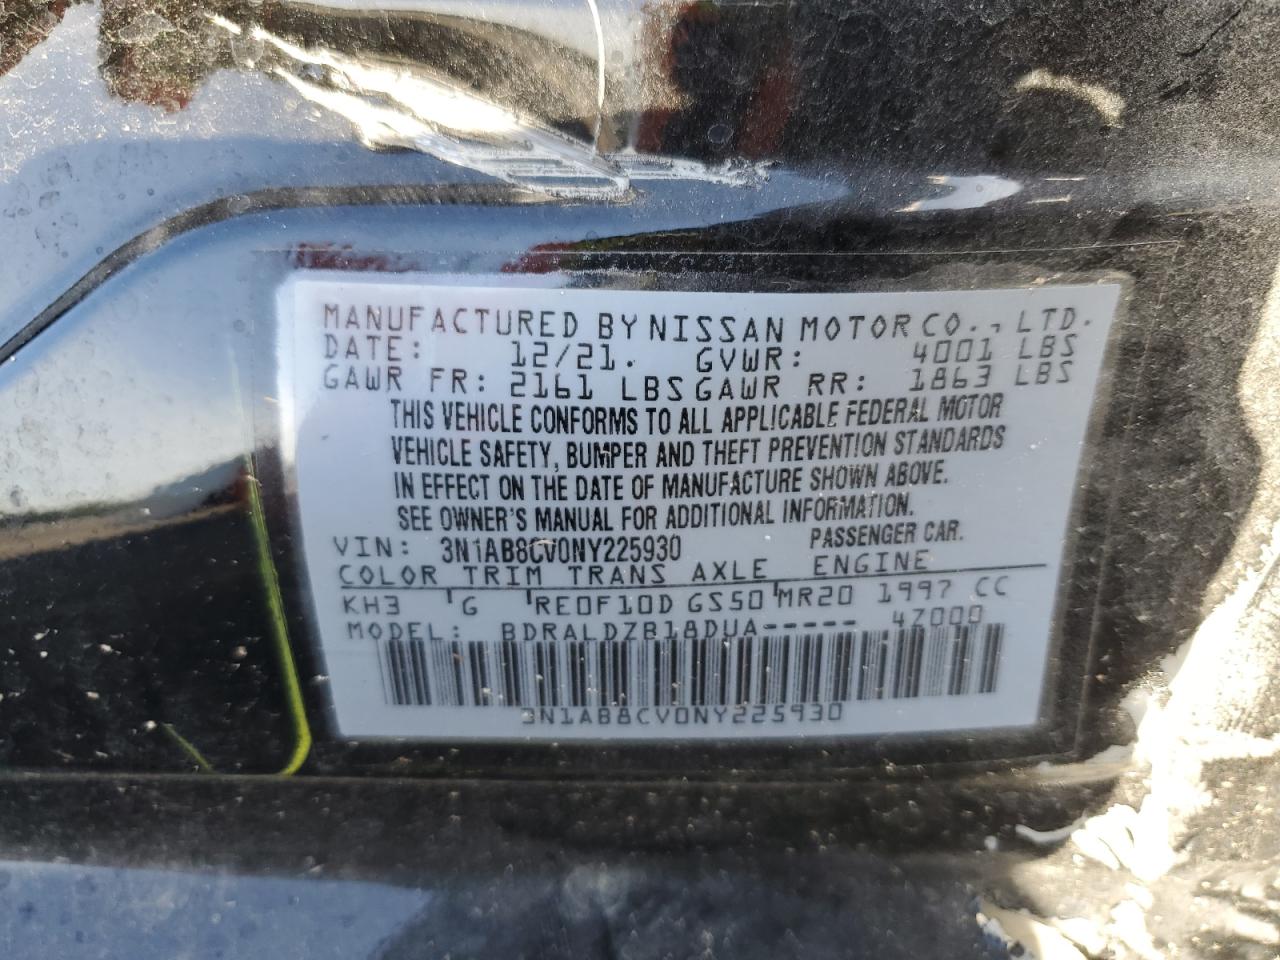 MANUFACTURED BY NISSAN MOTOR CO., LTD.
DATE: 12/21. GVWR: 4001 LBS
GAWR FR: 2161 LBS GAWR RR: 1863 LBS
THIS VEHICLE CONFORMS TO ALL APPLICABLE FEDERAL MOTOR
VEHICLE SAFETY, BUMPER AND THEFT PREVENTION STANDARDS
IN EFFECT ON THE DATE OF MANUFACTURE SHOWN ABOVE.
SEE OWNER'S MANUAL FOR ADDITIONAL INFORMATION.
VIN: 3N1AB8CV0NY225930 PASSENGER CAR.
COLOR TRIM TRANS AXLE ENGINE
KH3 G RE0F10D GS50 MR20 1997 CC
MODEL: BDRALDZB18DUA----- 4Z000
3N1AB8CV0NY225930